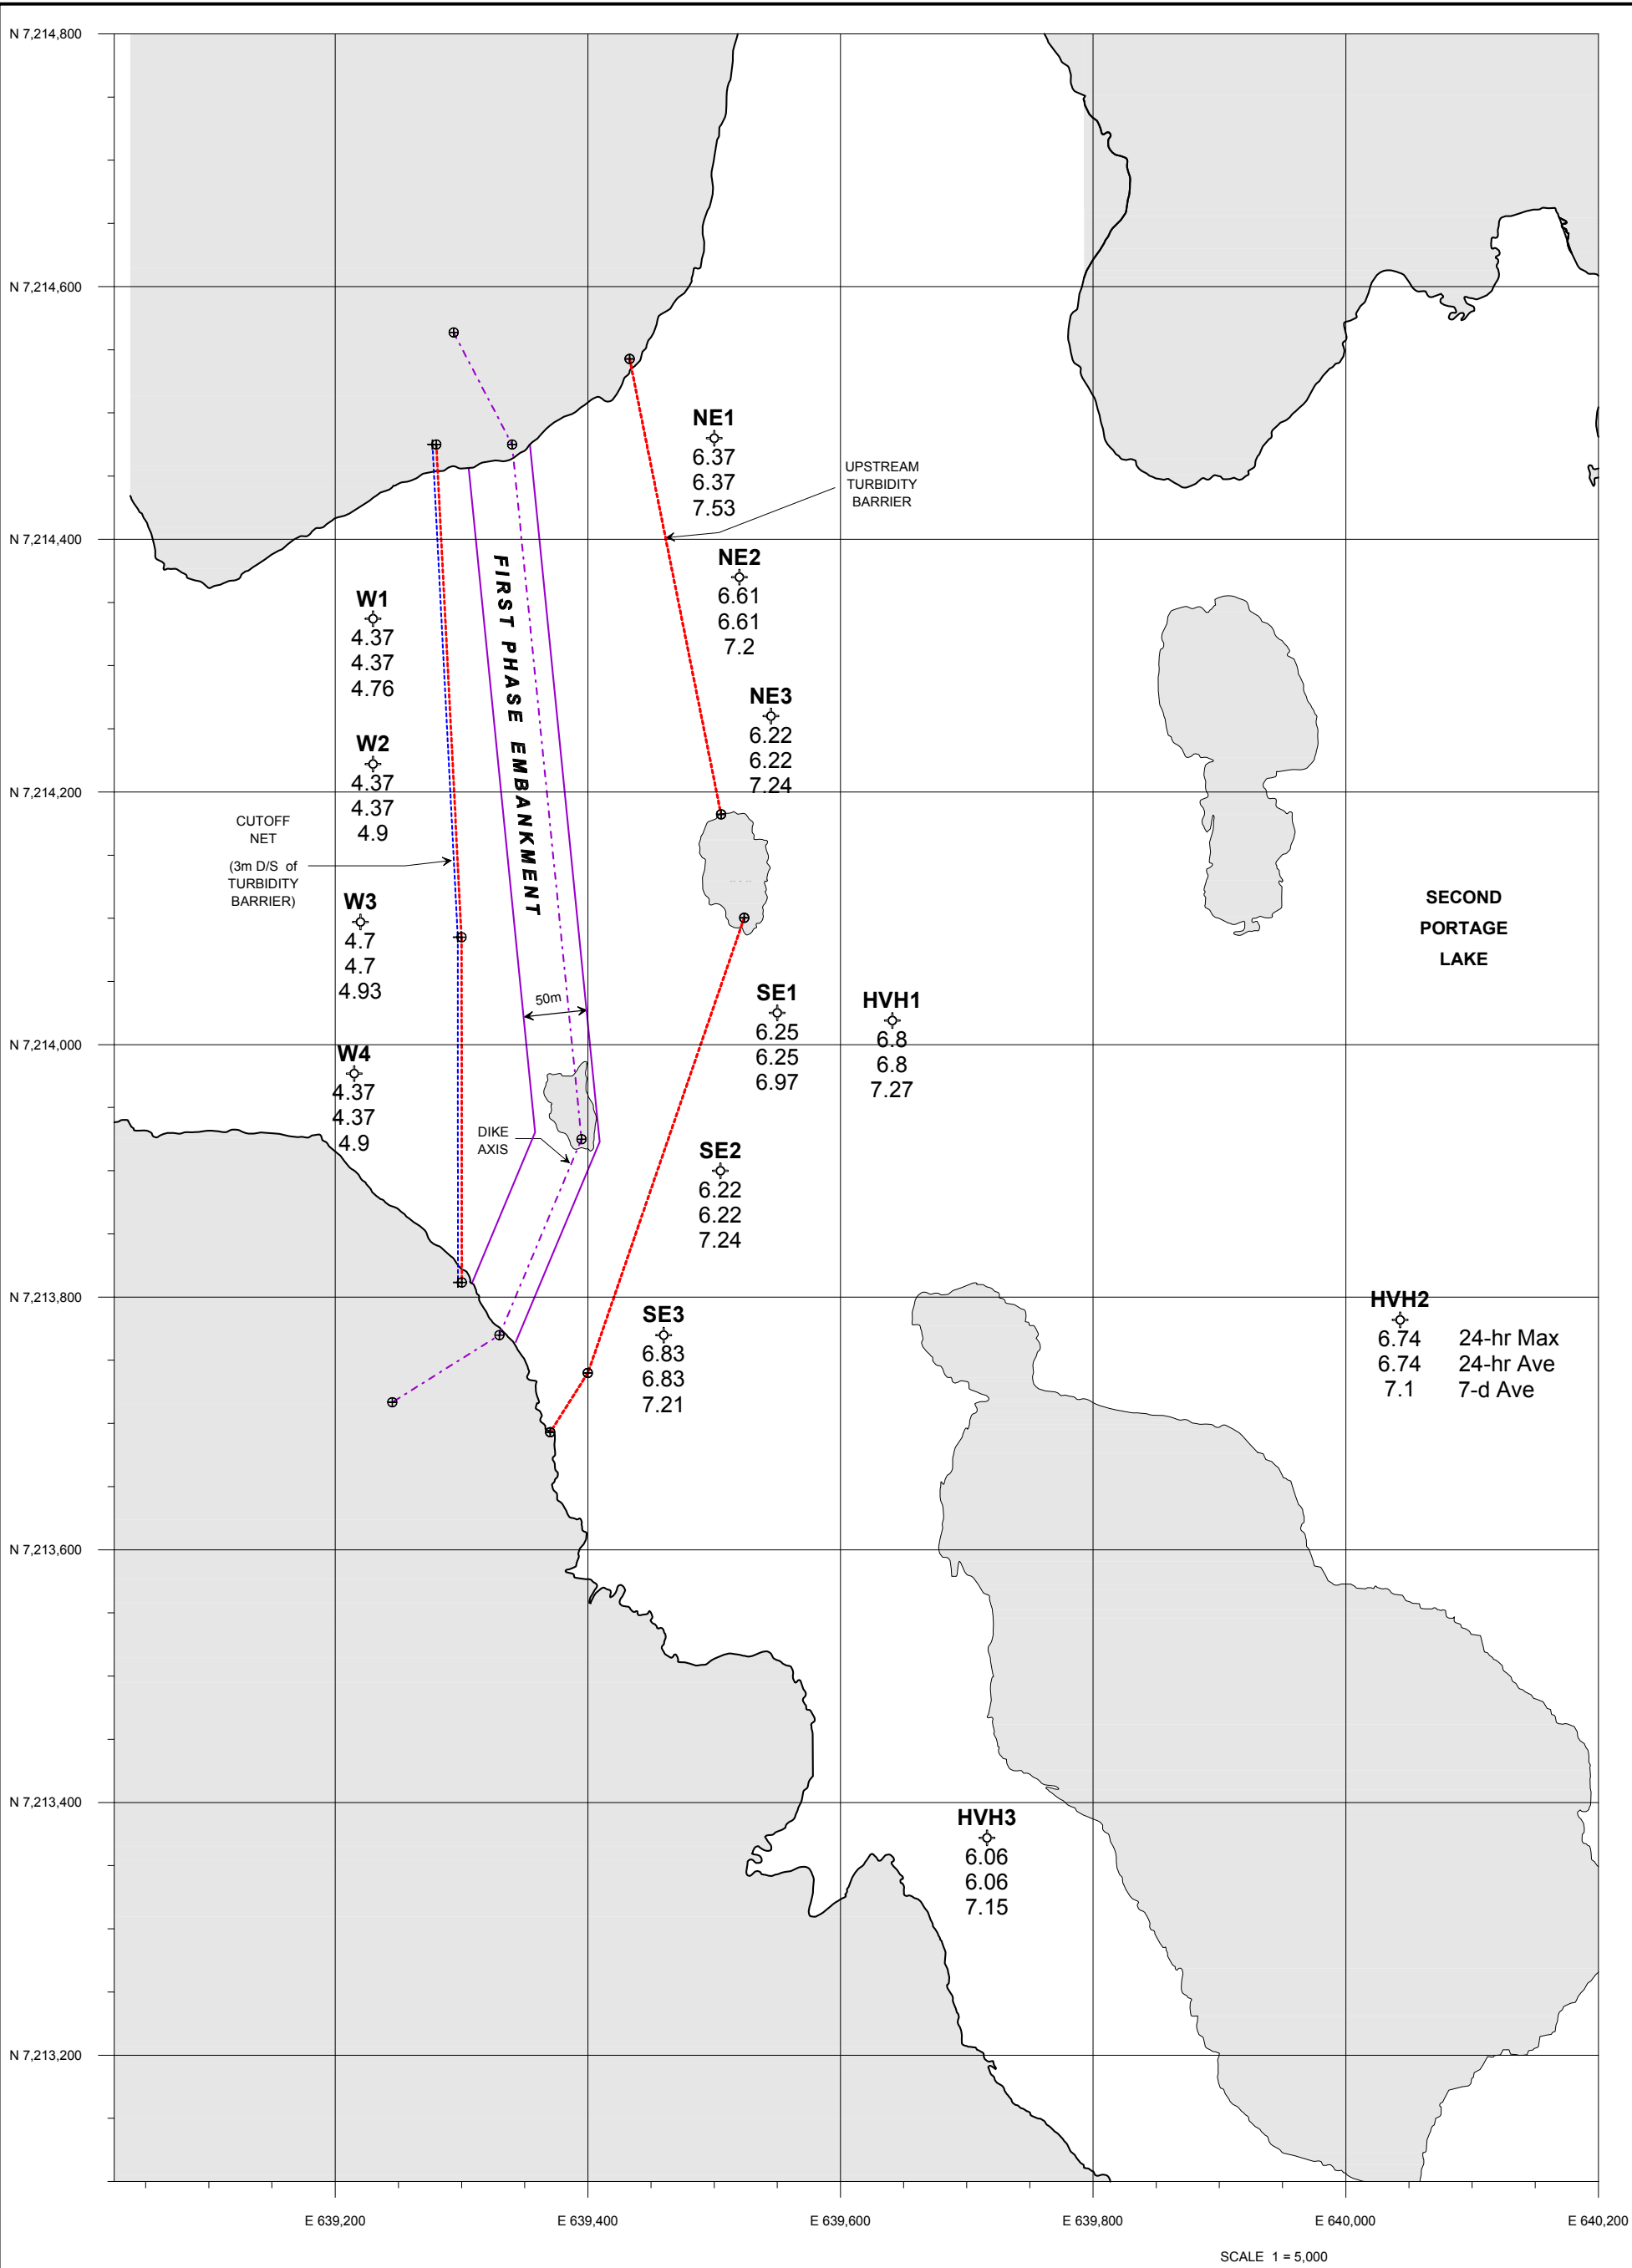 N 7,214,800
N 7,214,600
NE1
6.37
6.37
7.53
UPSTREAM
TURBIDITY
BARRIER
N 7,214,400
NE2
6.61
6.61
7.2
FIRST PHASE EMBANKMENT
W1
4.37
4.37
4.76
NE3
6.22
6.22
7.24
W2
4.37
4.37
4.9
N 7,214,200
CUTOFF
NET
(3m D/S of
TURBIDITY
BARRIER)
W3
4.7
4.7
4.93
SECOND
PORTAGE
LAKE
50m
SE1
6.25
6.25
6.97
HVH1
6.8
6.8
7.27
N 7,214,000
W4
4.37
4.37
4.9
DIKE
AXIS
SE2
6.22
6.22
7.24
N 7,213,800
SE3
6.83
6.83
7.21
HVH2
6.74 24-hr Max
6.74 24-hr Ave
7.1 7-d Ave
N 7,213,600
N 7,213,400
HVH3
6.06
6.06
7.15
N 7,213,200
E 639,200
E 639,400
E 639,600
E 639,800
E 640,000
E 640,200
SCALE 1 = 5,000